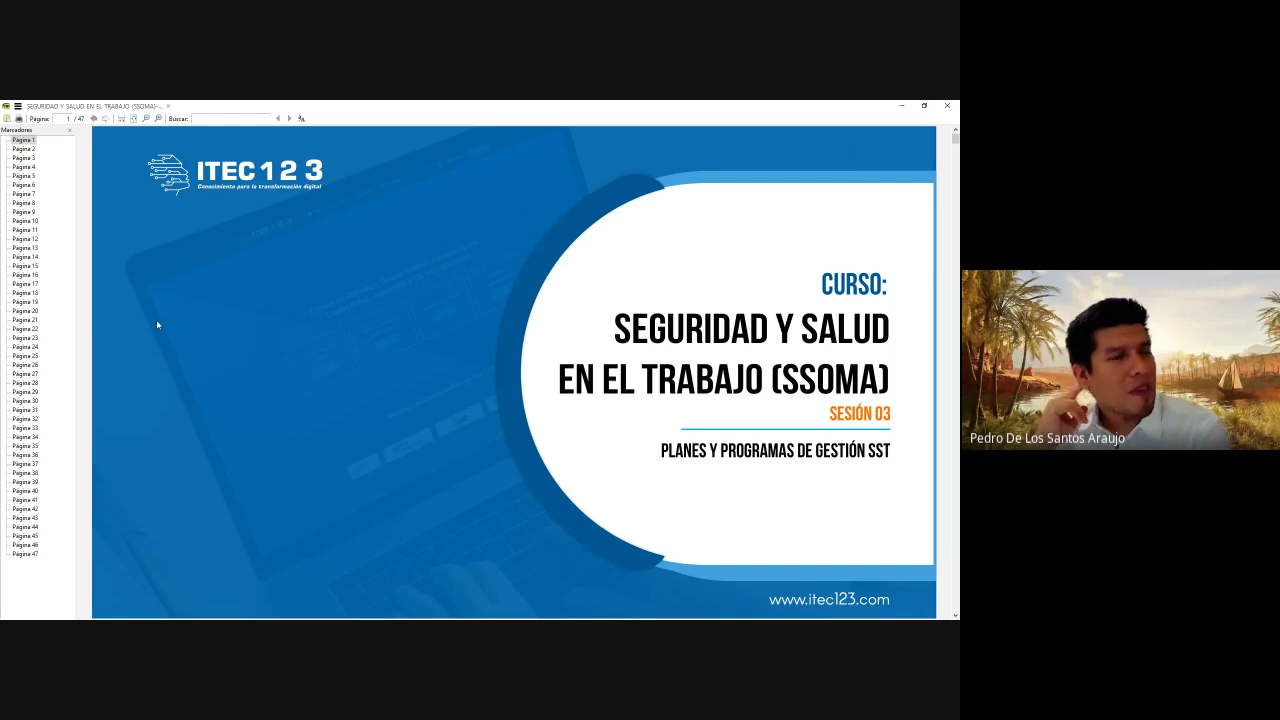 SEGURIDAD Y SALUD EN EL TRABAJO (SSOMA)-...
Página: 1 / 47 Buscar:
Marcadores
Página 1
Página 2
Página 3
Página 4
Página 5
Página 6
Página 7
Página 8
Página 9
Página 10
Página 11
Página 12
Página 13
Página 14
Página 15
Página 16
Página 17
Página 18
Página 19
Página 20
Página 21
Página 22
Página 23
Página 24
Página 25
Página 26
Página 27
Página 28
Página 29
Página 30
Página 31
Página 32
Página 33
Página 34
Página 35
Página 36
Página 37
Página 38
Página 39
Página 40
Página 41
Página 42
Página 43
Página 44
Página 45
Página 46
Página 47
ITEC 1 2 3
Conocimiento para la transformación digital
CURSO:
SEGURIDAD Y SALUD
EN EL TRABAJO (SSOMA)
SESIÓN 03
PLANES Y PROGRAMAS DE GESTIÓN SST
www.itec123.com
Pedro De Los Santos Araujo